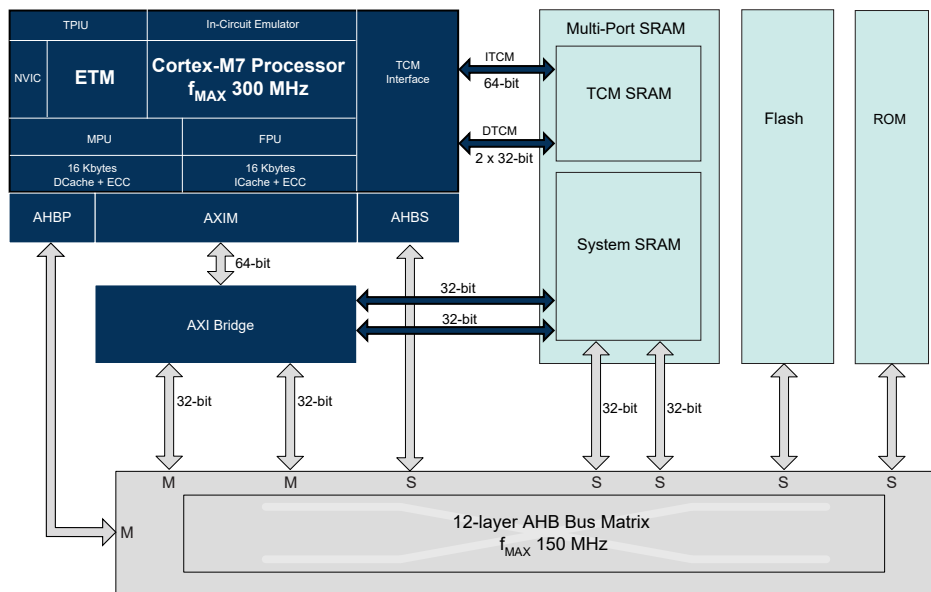 TPIU
In-Circuit Emulator
NVIC
ETM
Cortex-M7 Processor
fMAX 300 MHz
TCM
Interface
MPU
FPU
16 Kbytes
DCache + ECC
16 Kbytes
ICache + ECC
AHBP
AXIM
AHBS
ITCM
64-bit
DTCM
2 x 32-bit
Multi-Port SRAM
TCM SRAM
System SRAM
Flash
ROM
64-bit
AXI Bridge
32-bit
32-bit
32-bit
32-bit
32-bit
32-bit
M
M
S
S
S
S
S
M
12-layer AHB Bus Matrix
fMAX 150 MHz